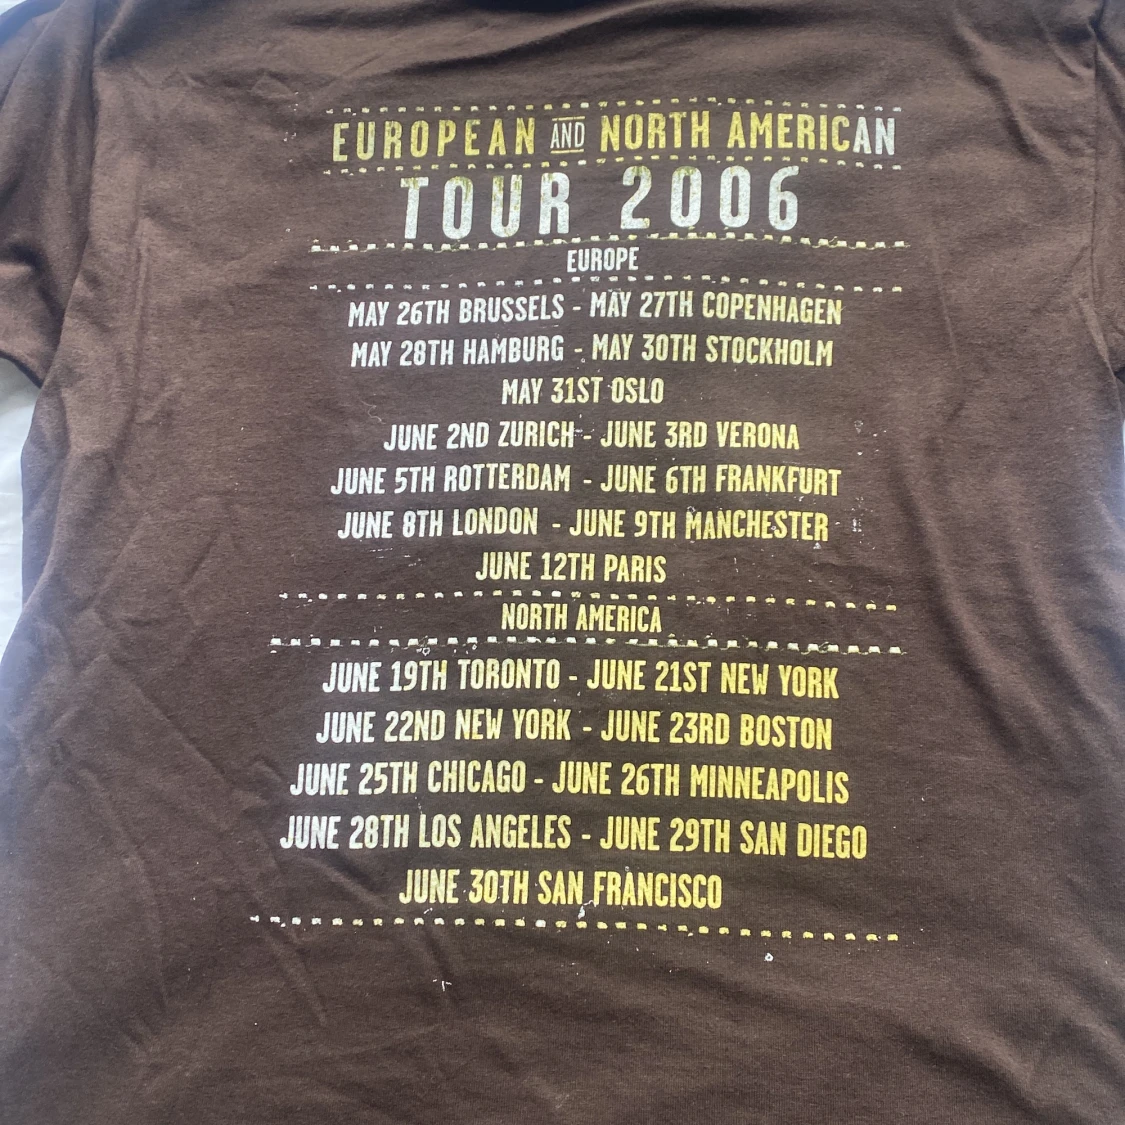 EUROPEAN AND NORTH AMERICAN
TOUR 2006
EUROPE
MAY 26TH BRUSSELS - MAY 27TH COPENHAGEN
MAY 28TH HAMBURG - MAY 30TH STOCKHOLM
MAY 31ST OSLO
JUNE 2ND ZURICH - JUNE 3RD VERONA
JUNE 5TH ROTTERDAM - JUNE 6TH FRANKFURT
JUNE 8TH LONDON - JUNE 9TH MANCHESTER
JUNE 12TH PARIS
NORTH AMERICA
JUNE 19TH TORONTO - JUNE 21ST NEW YORK
JUNE 22ND NEW YORK - JUNE 23RD BOSTON
JUNE 25TH CHICAGO - JUNE 26TH MINNEAPOLIS
JUNE 28TH LOS ANGELES - JUNE 29TH SAN DIEGO
JUNE 30TH SAN FRANCISCO